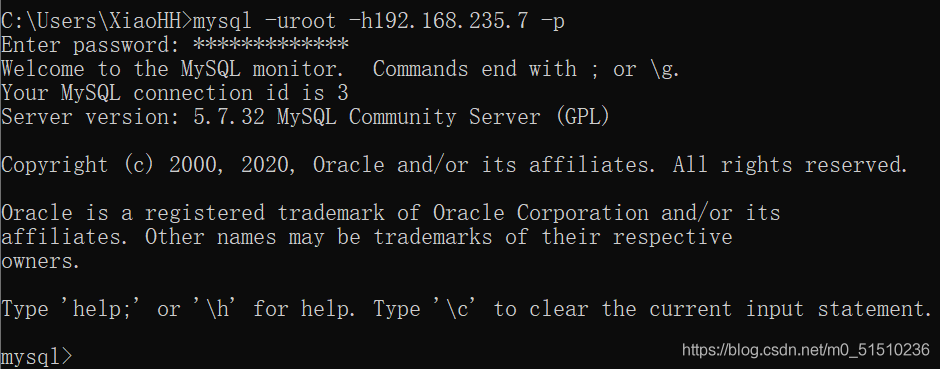 C:\Users\XiaoHH>mysql -uroot -h192.168.235.7 -p
Enter password: *************
Welcome to the MySQL monitor.  Commands end with ; or \g.
Your MySQL connection id is 3
Server version: 5.7.32 MySQL Community Server (GPL)
Copyright (c) 2000, 2020, Oracle and/or its affiliates. All rights reserved.
Oracle is a registered trademark of Oracle Corporation and/or its
affiliates. Other names may be trademarks of their respective
owners.
Type 'help;' or '\h' for help. Type '\c' to clear the current input statement.
mysql>
https://blog.csdn.net/m0_51510236